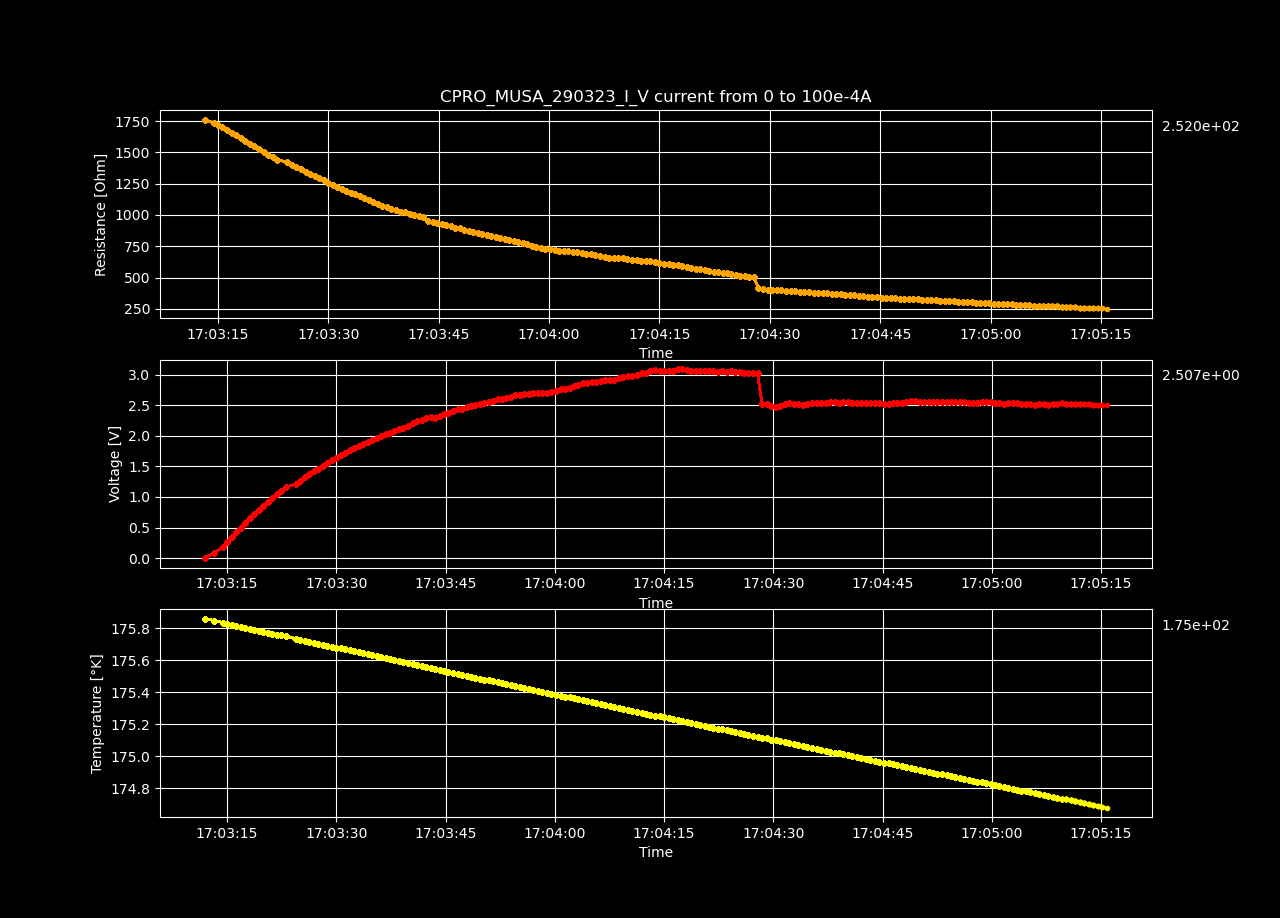 CPRO_MUSA_290323_I_V current from 0 to 100e-4A
2.520e+02
Resistance [Ohm]
1750
1500
1250
1000
750
500
250
17:03:15 17:03:30 17:03:45 17:04:00 17:04:15 17:04:30 17:04:45 17:05:00 17:05:15
Time
2.507e+00
Voltage [V]
3.0
2.5
2.0
1.5
1.0
0.5
0.0
17:03:15 17:03:30 17:03:45 17:04:00 17:04:15 17:04:30 17:04:45 17:05:00 17:05:15
Time
1.75e+02
Temperature [°K]
175.8
175.6
175.4
175.2
175.0
174.8
17:03:15 17:03:30 17:03:45 17:04:00 17:04:15 17:04:30 17:04:45 17:05:00 17:05:15
Time